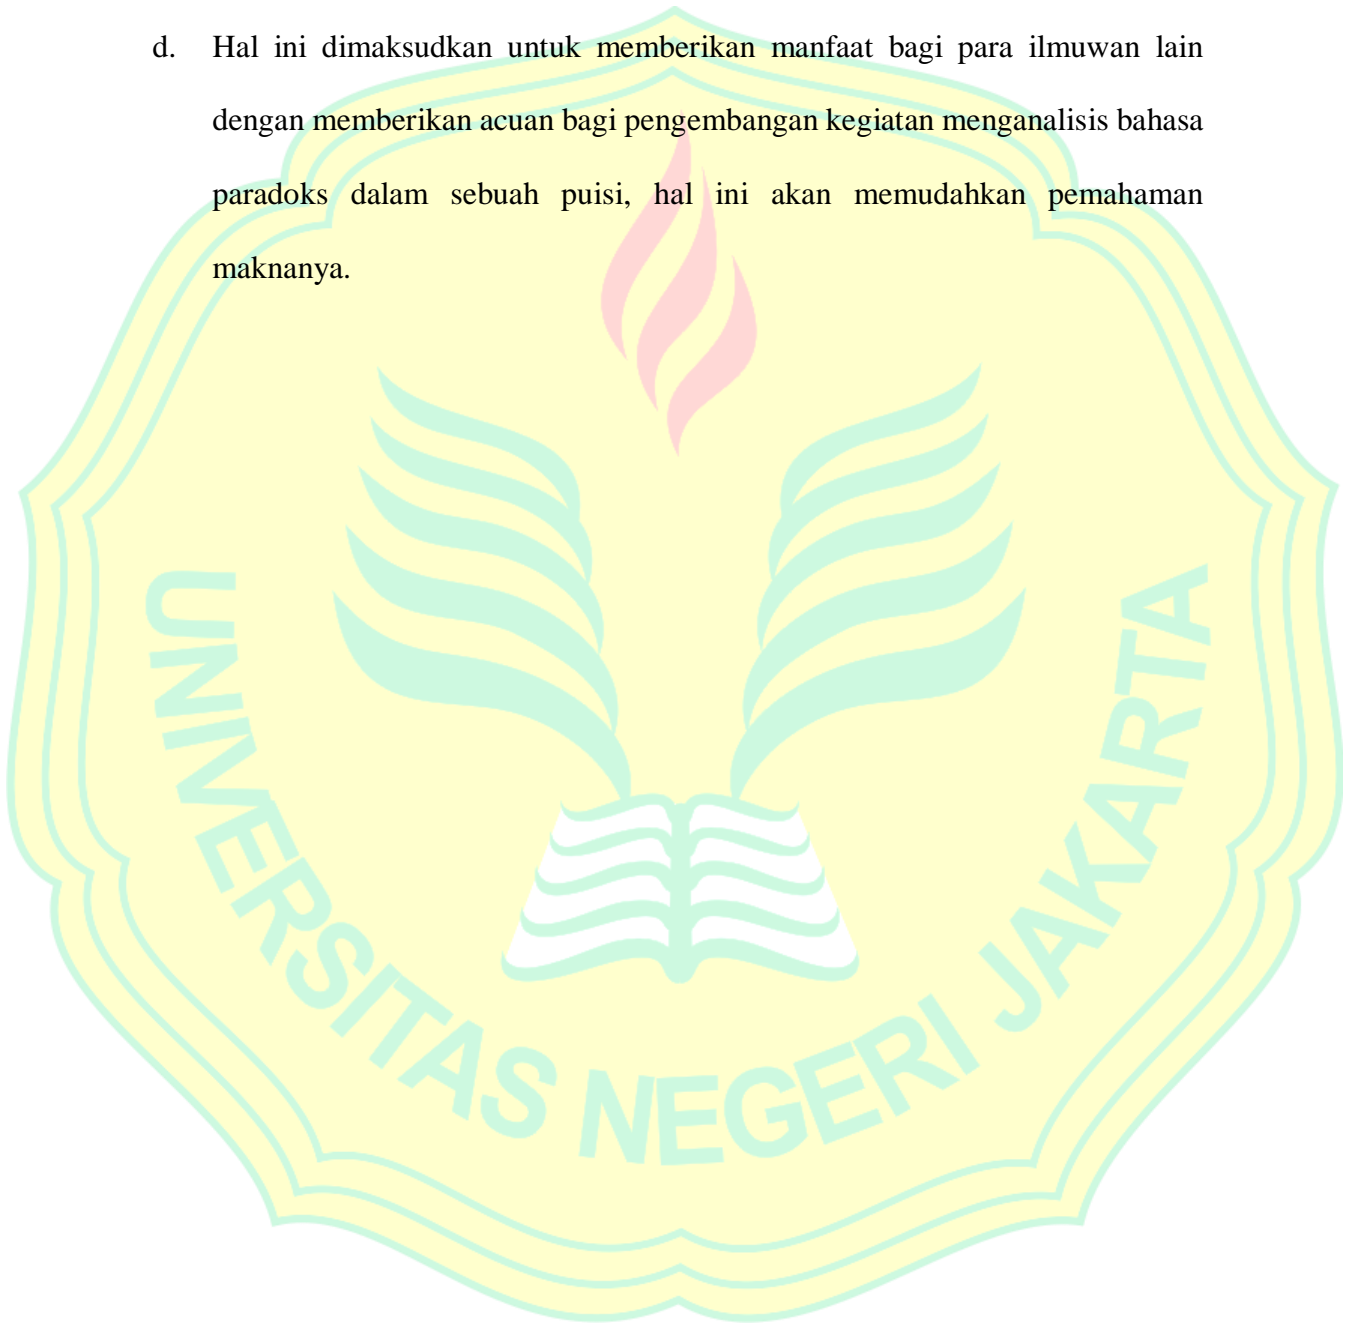 d. Hal ini dimaksudkan untuk memberikan manfaat bagi para ilmuwan lain
dengan memberikan acuan bagi pengembangan kegiatan menganalisis bahasa
paradoks dalam sebuah puisi, hal ini akan memudahkan pemahaman
maknanya.
UNIVERSITAS NEGERI JAKARTA